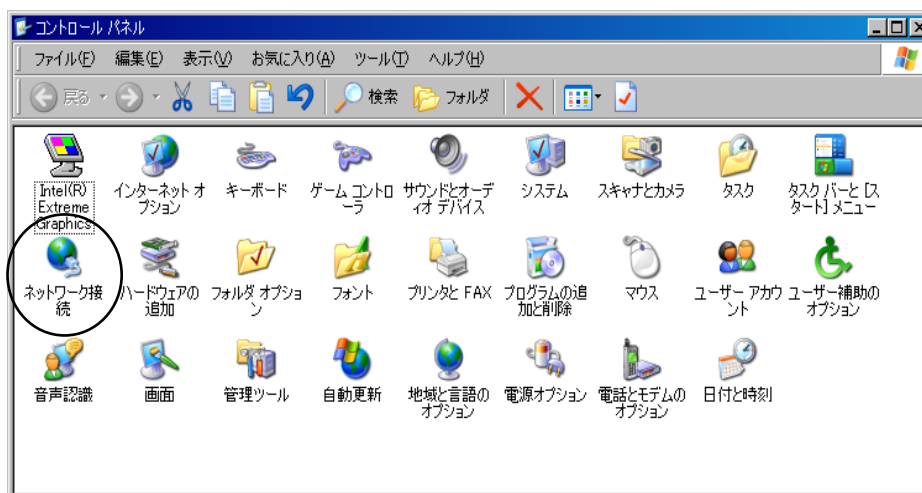 コントロール パネル
ファイル(F) 編集(E) 表示(V) お気に入り(A) ツール(T) ヘルプ(H)
戻る 検索 フォルダ
Intel(R) インターネット オ キーボード ゲーム コントロ サウンドとオーデ システム スキャナとカメラ タスク タスク バーと [ス
Extreme プション ーラ ィオ デバイス タート] メニュー
Graphics
ネットワーク接 ハードウェアの フォルダ オプショ フォント プリンタと FAX プログラムの追 マウス ユーザー アカウ ユーザー補助の
続 追加 ン 加と削除 ント オプション
音声認識 画面 管理ツール 自動更新 地域と言語の 電源オプション 電話とモデムの 日付と時刻
オプション オプション